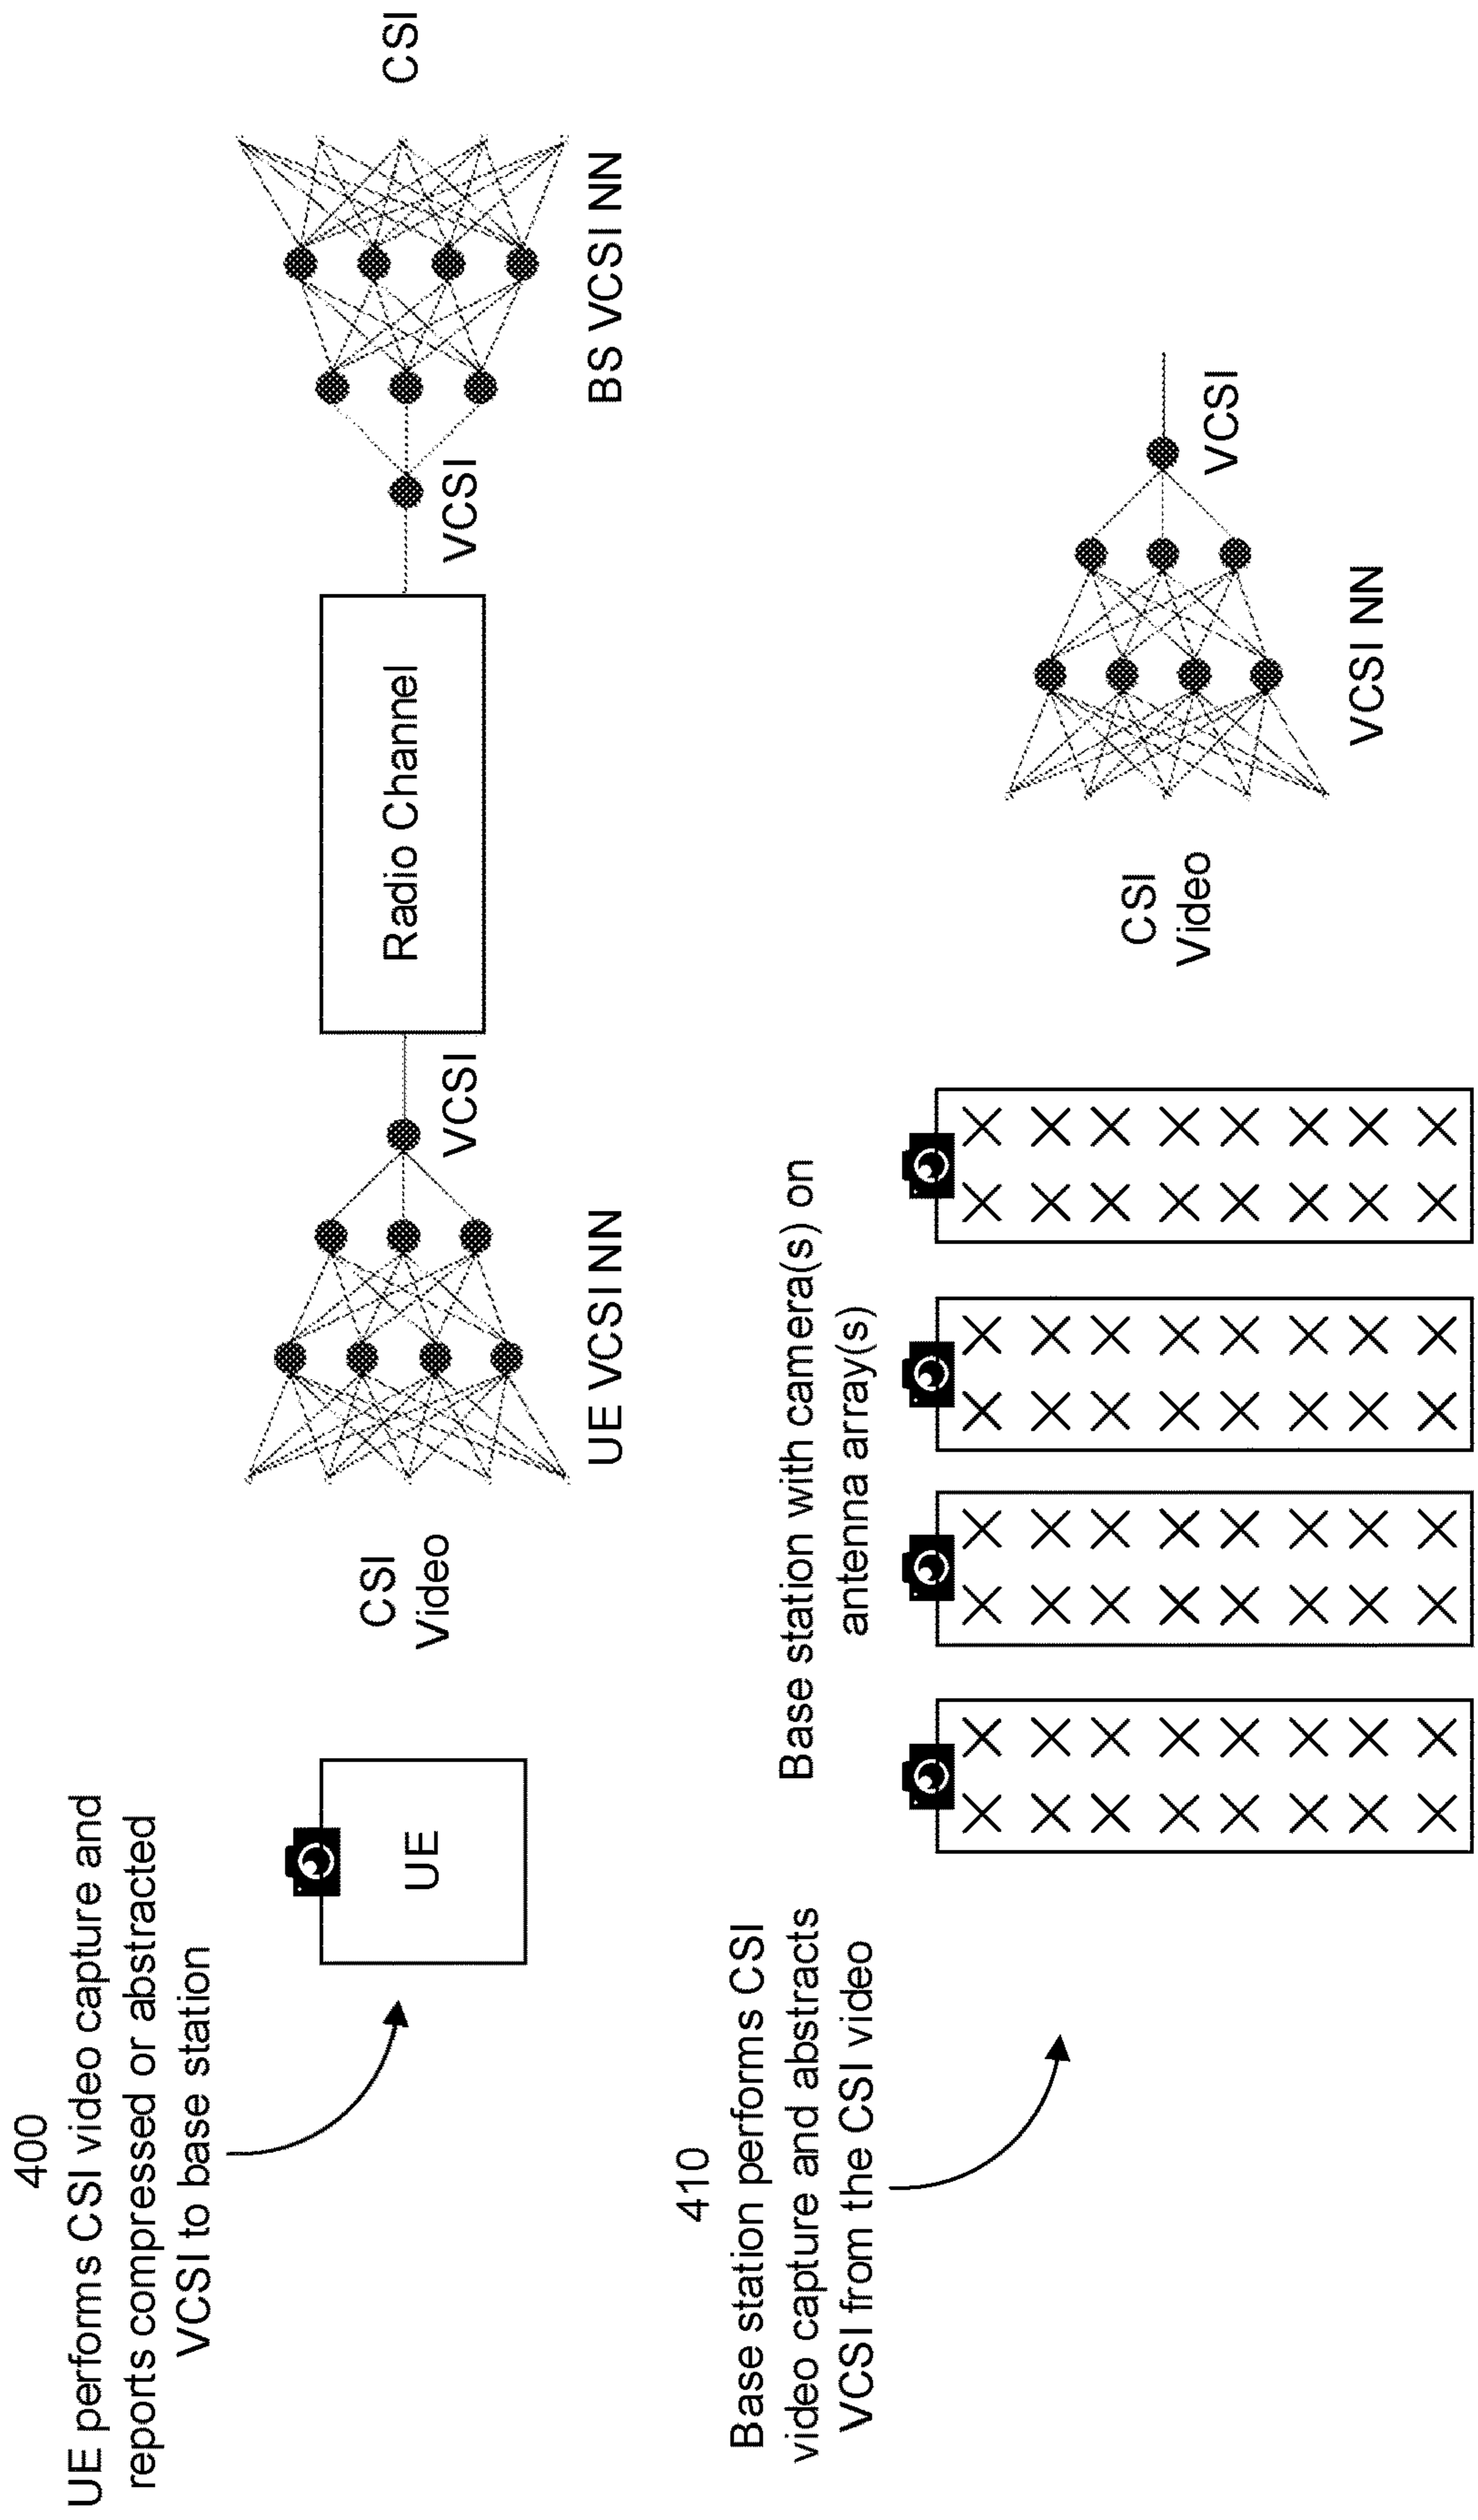 400
UE performs CSI video capture and
reports compressed or abstracted
VCSI to base station
UE
CSI
Video
UE VCSI NN
VCSI
Radio Channel
VCSI
BS VCSI NN
CSI
410
Base station performs CSI
video capture and abstracts
VCSI from the CSI video
Base station with camera(s) on
antenna array(s)
CSI
Video
VCSI NN
VCSI